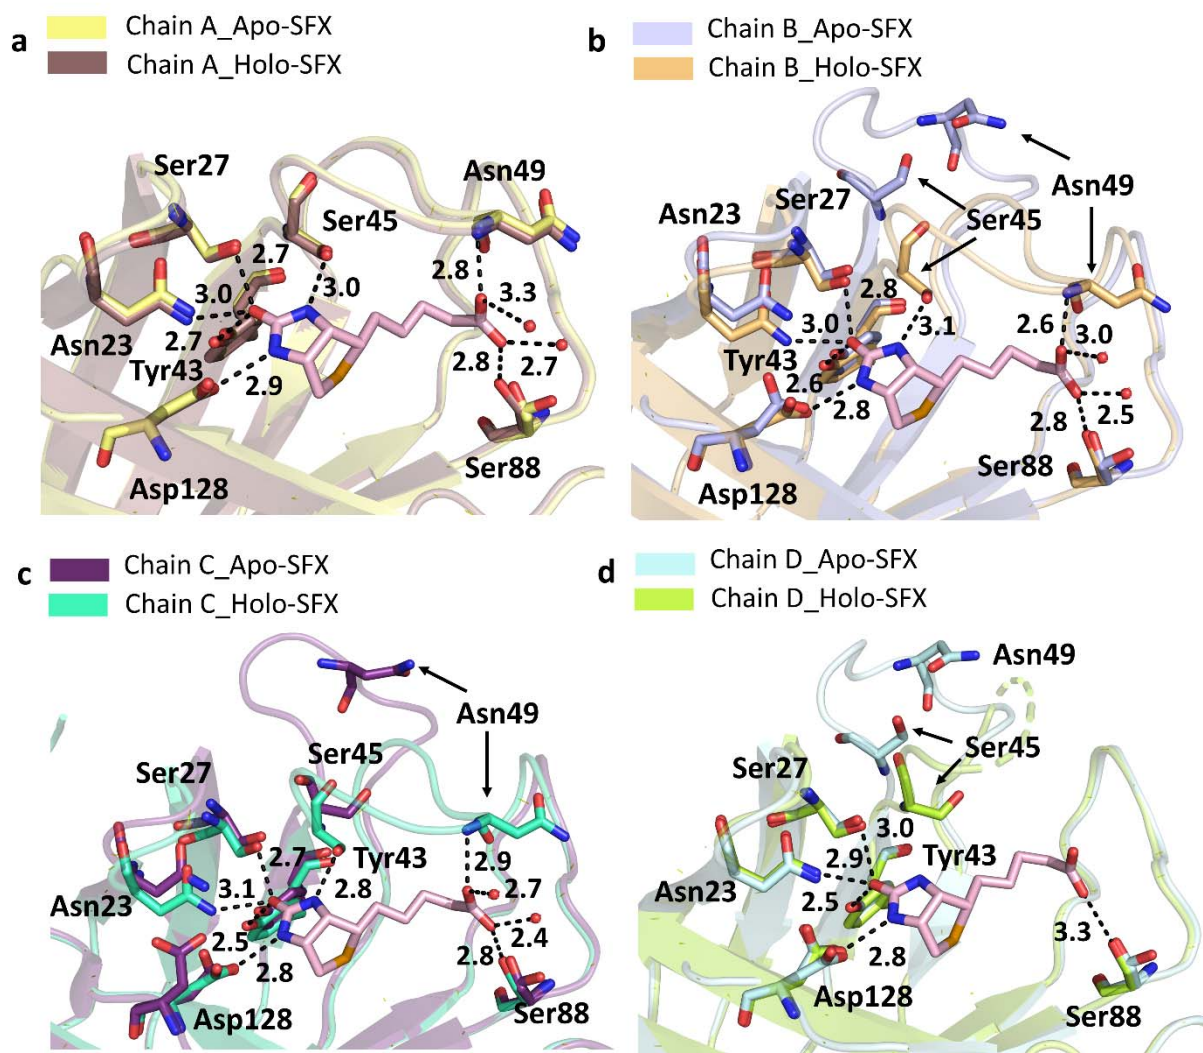 a
Chain A_Apo-SFX
Chain A_Holo-SFX
Ser27
Ser45
Asn49
2.7
2.8
3.0
3.0
3.3
2.7
Asn23
Tyr43
2.8
2.7
2.9
Asp128
Ser88
b
Chain B_Apo-SFX
Chain B_Holo-SFX
Asn49
Ser27
Asn23
Ser45
2.8
3.0
3.1
2.6
3.0
Tyr43
2.6
2.8
2.8
2.5
Asp128
Ser88
c
Chain C_Apo-SFX
Chain C_Holo-SFX
Asn49
Ser45
Ser27
2.7
Tyr43
2.9
2.8
2.7
3.1
Asn23
2.5
2.8
2.8
2.4
Asp128
Ser88
d
Chain D_Apo-SFX
Chain D_Holo-SFX
Asn49
Ser45
Ser27
3.0
2.9
Tyr43
Asn23
2.5
2.8
3.3
Asp128
Ser88